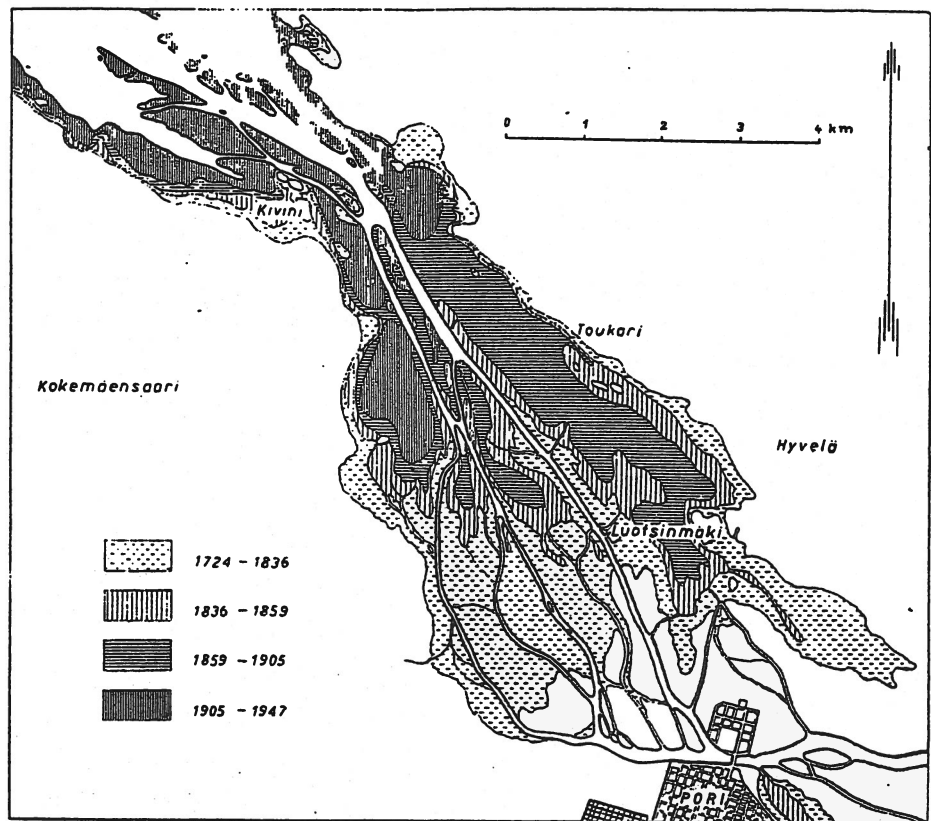 0 1 2 3 4 km
Kivini
Toukari
Kokemäensaari
Hyvelä
Luotsinmäki
1724 - 1836
1836 - 1859
1859 - 1905
1905 - 1947
PORI